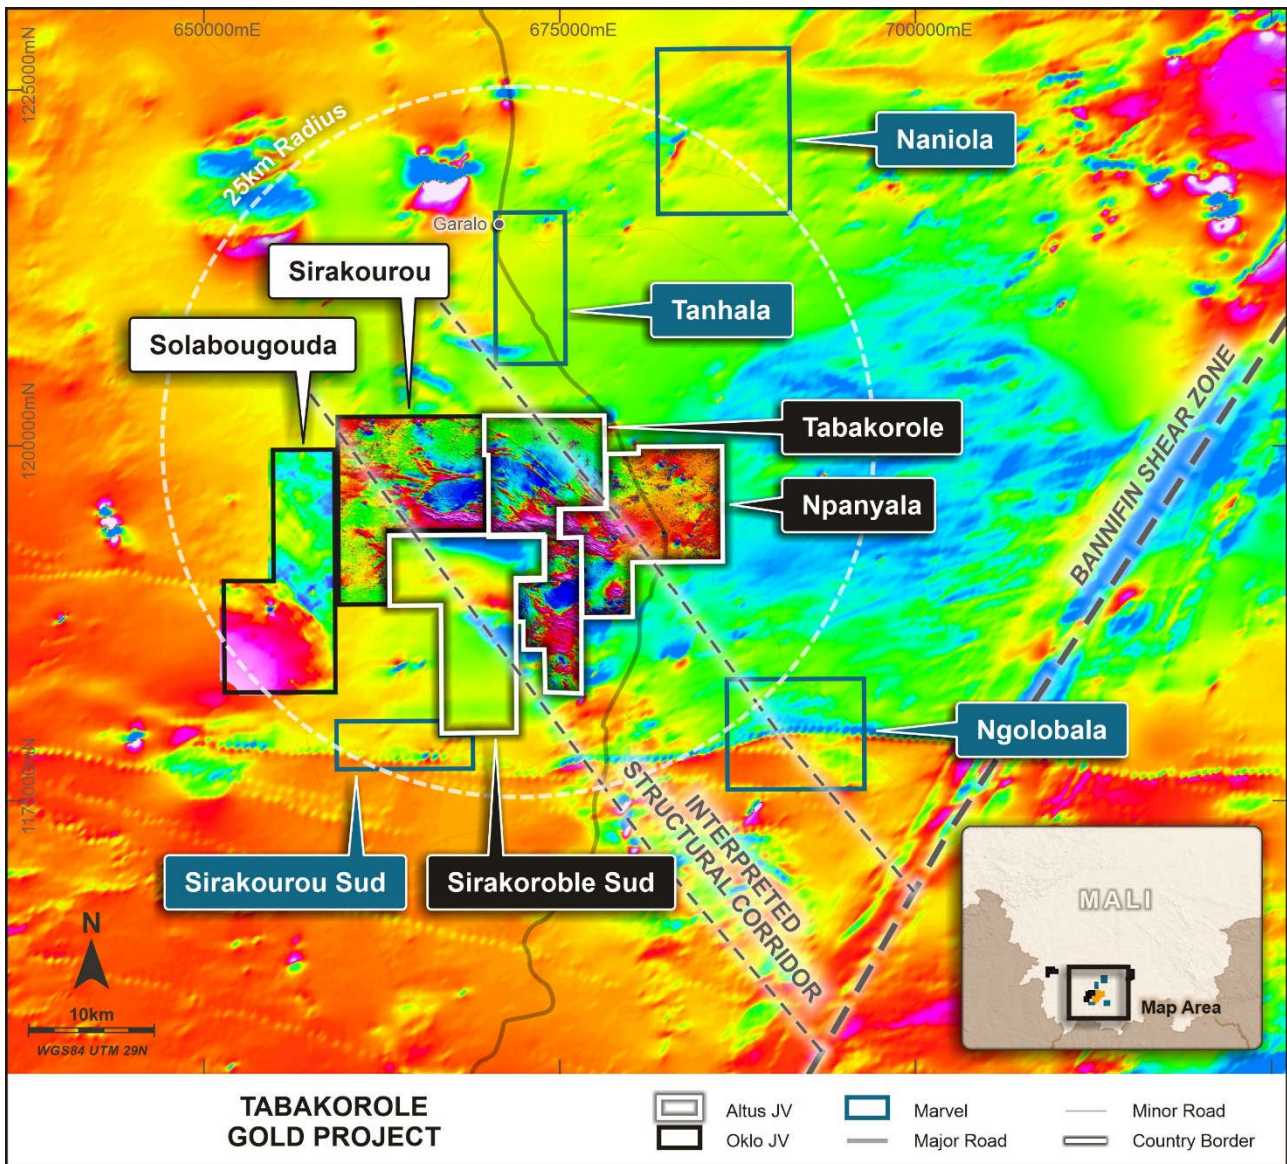 650000mE
675000mE
700000mE
1225000mN
25km Radius
Naniola
Garalo
Sirakourou
Tanhala
Solabougouda
Tabakorole
1200000mN
Npanyala
BANNIFIN SHEAR ZONE
Ngolobala
1175000mN
INTERPRETED
STRUCTURAL CORRIDOR
Sirakourou Sud
Sirakoroble Sud
MALI
Map Area
N
10km
WGS84 UTM 29N
TABAKOROLE
GOLD PROJECT
Altus JV
Marvel
Minor Road
Oklo JV
Major Road
Country Border